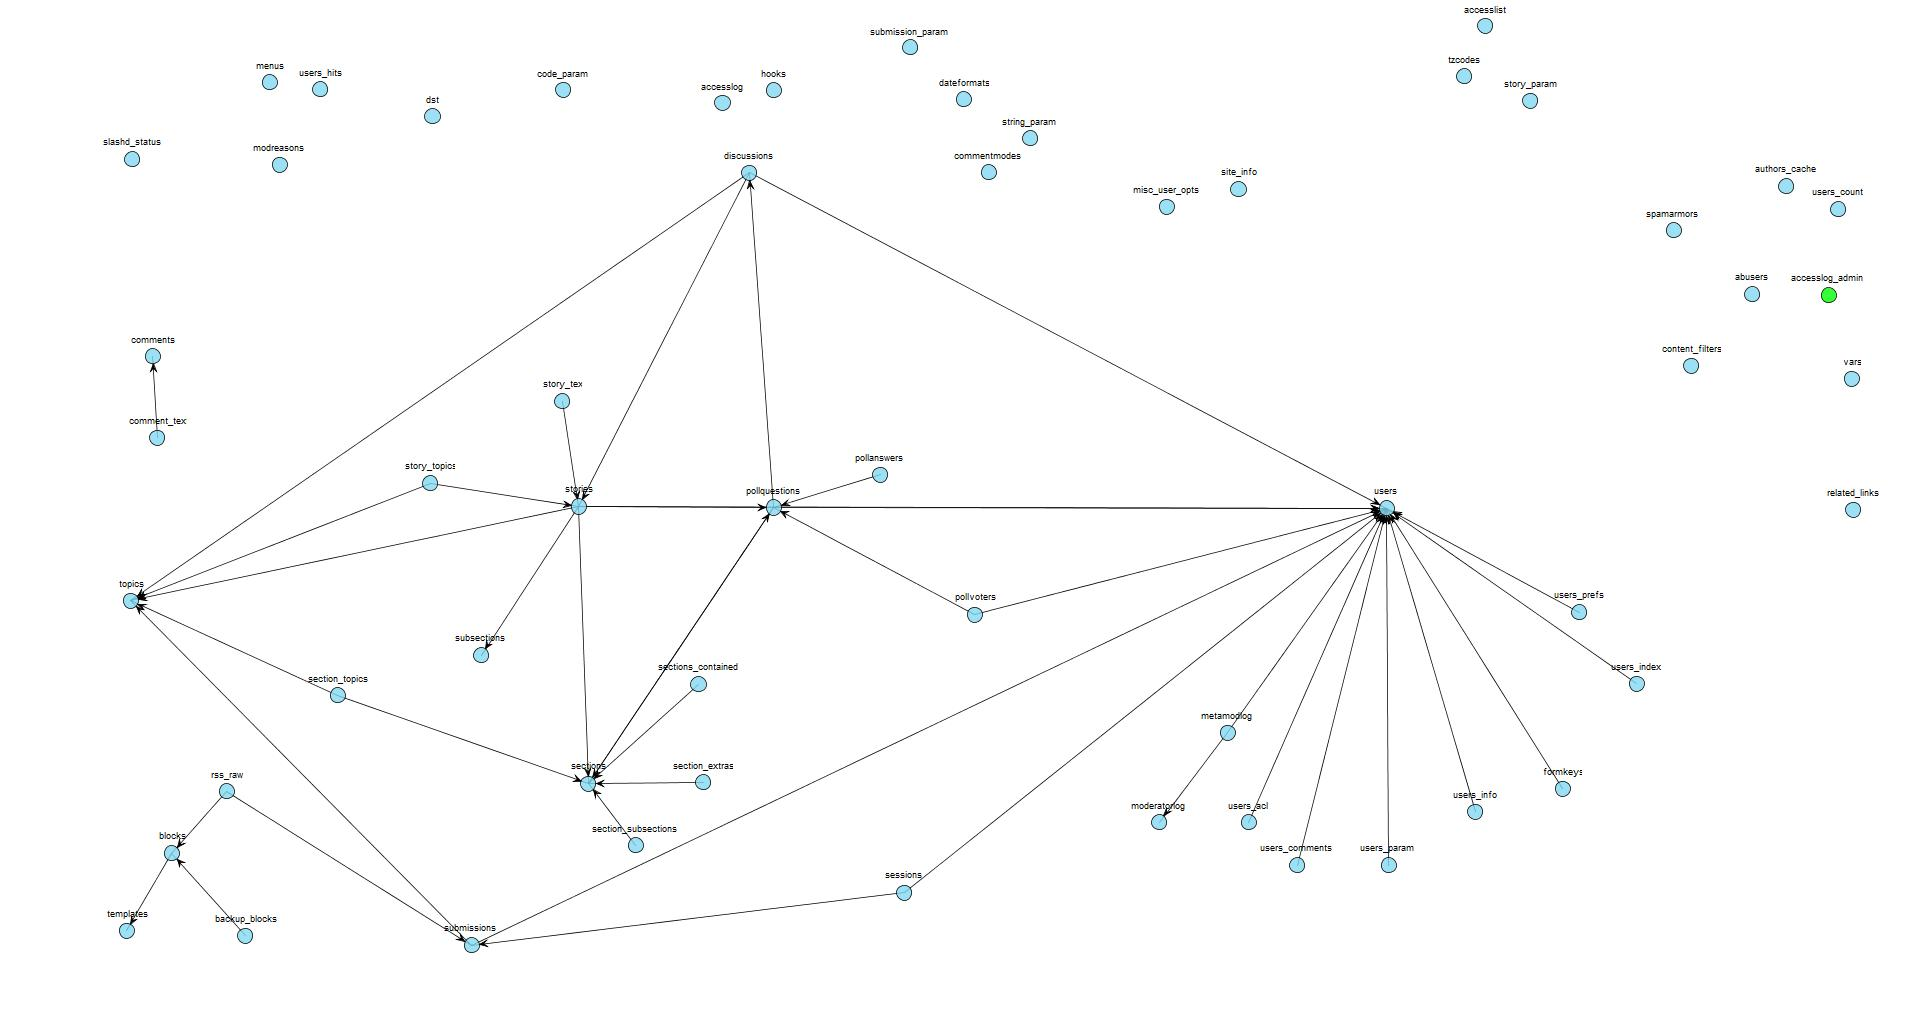 accesslist
submission_param
tzcodes
menus
users_hits
code_param
hooks
accesslog
dateformats
story_param
dst
string_param
slashd_status
modreasons
discussions
commentmodes
authors_cache
site_info
misc_user_opts
users_count
spamarmors
abusers
accesslog_admin
comments
content_filters
vars
story_tex
comment_tex
pollanswers
story_topics
stories
pollquestions
users
related_links
topics
pollvoters
users_prefs
subsections
sections_contained
users_index
section_topics
metamodlog
sections
section_extras
rss_raw
formkeys
users_info
moderatorlog
users_acl
section_subsections
blocks
users_comments
users_param
sessions
templates
backup_blocks
submissions